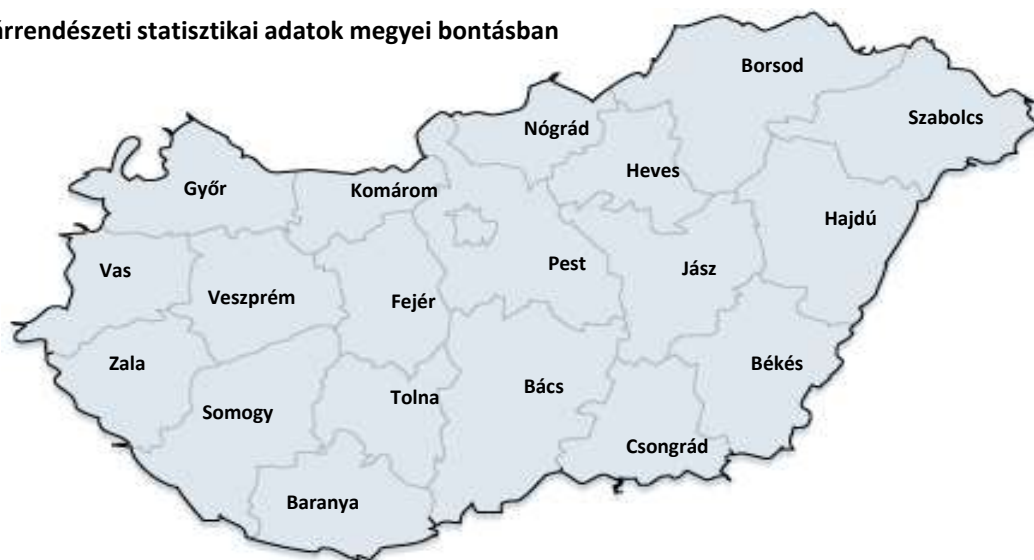 statisztikai adatok megyei bontásban
Borsod
Szabolcs
Nógrád
Heves
Győr
Komárom
Hajdú
Vas
Pest
Jász
Veszprém
Fejér
Zala
Békés
Bács
Tolna
Somogy
Csongrád
Baranya